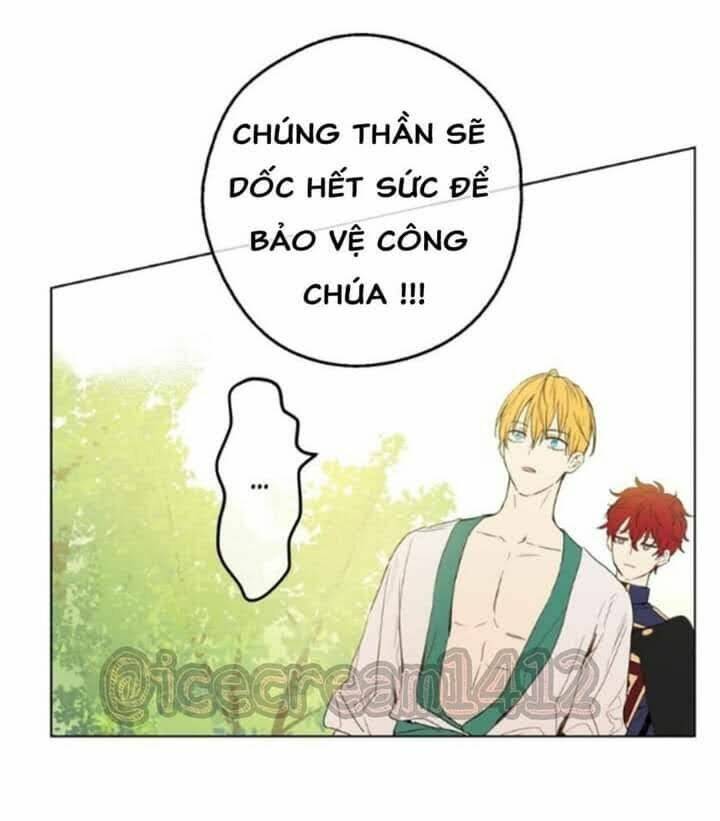 CHÚNG THẦN SẼ
DỐC HẾT SỨC ĐỂ
BẢO VỆ CÔNG
CHÚA !!!
...
@icecream1412